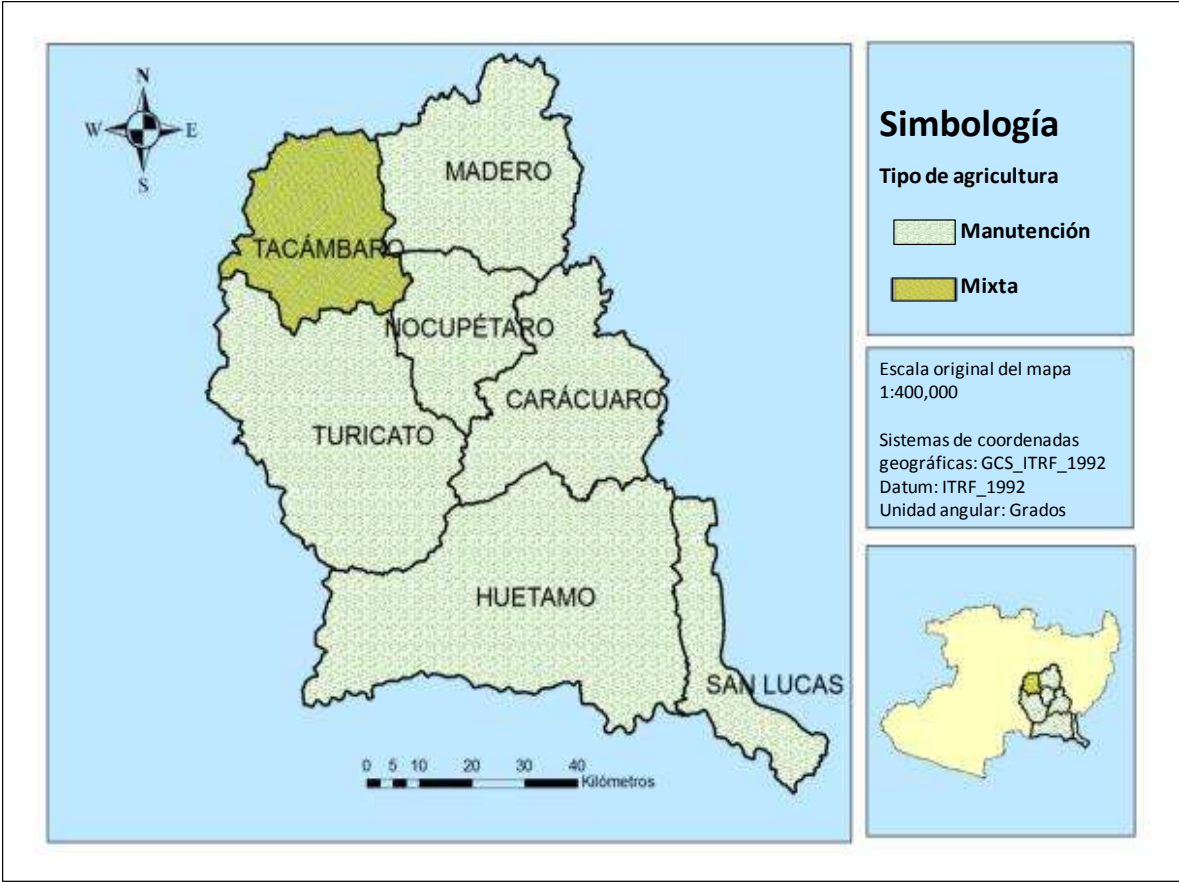 N
W
E
S
MADERO
TACÁMBARO
NOCUPÉTARO
CARÁCUARO
TURICATO
HUETAMO
SAN LUCAS
0 5 10 20 30 40
Kilómetros
Simbología
Tipo de agricultura
Manutención
Mixta
Escala original del mapa
1:400,000
Sistemas de coordenadas
geográficas: GCS_ITRF_1992
Datum: ITRF_1992
Unidad angular: Grados